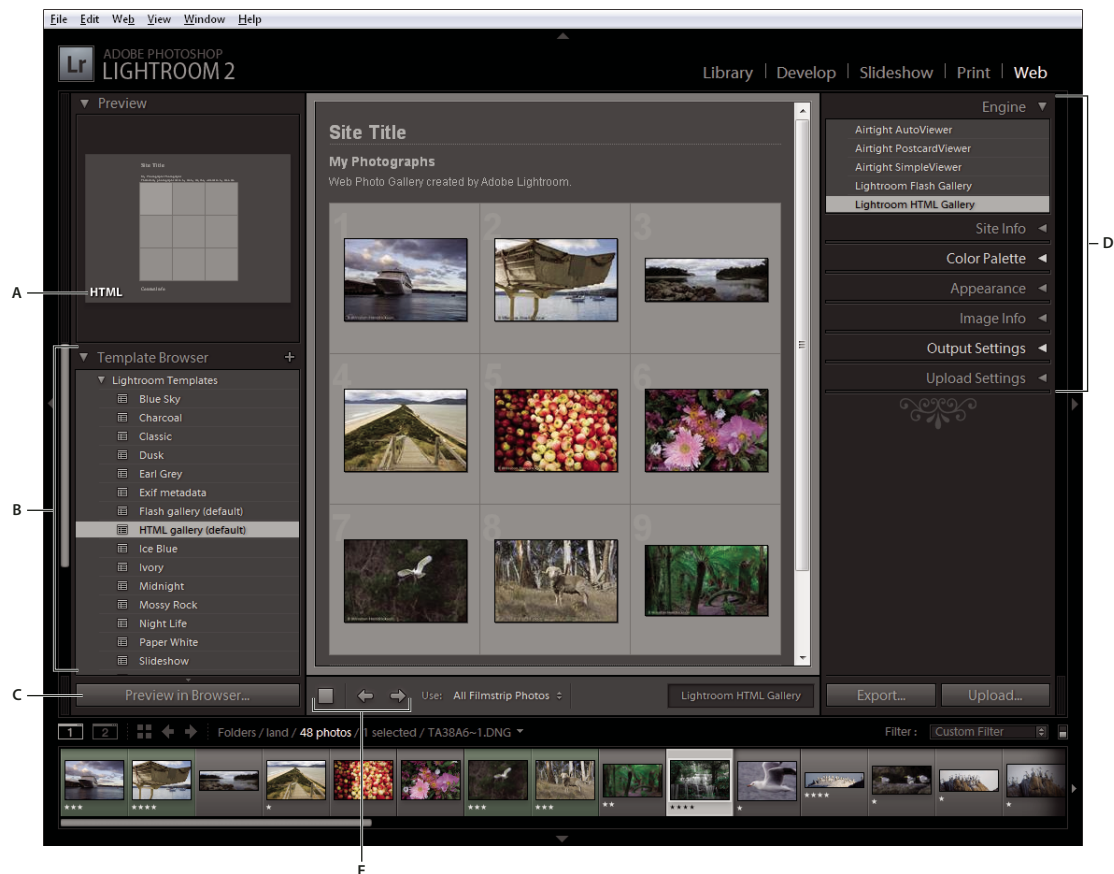 File Edit Web View Window Help
Lr
ADOBE PHOTOSHOP
LIGHTROOM 2
Library | Develop | Slideshow | Print | Web
Preview
Site Title
HTML
A
Template Browser +
Lightroom Templates
Blue Sky
Charcoal
Classic
Dusk
Earl Grey
Exif metadata
Flash gallery (default)
HTML gallery (default)
Ice Blue
Ivory
Midnight
Mossy Rock
Night Life
Paper White
Slideshow
B
C
Preview in Browser...
Site Title
My Photographs
Web Photo Gallery created by Adobe Lightroom.
1
2
3
4
5
6
7
8
9
Use: All Filmstrip Photos
Lightroom HTML Gallery
Engine
Airtight AutoViewer
Airtight PostcardViewer
Airtight SimpleViewer
Lightroom Flash Gallery
Lightroom HTML Gallery
Site Info
Color Palette
Appearance
Image Info
Output Settings
Upload Settings
D
Export...
Upload...
1
2
Folders / land / 48 photos / 1 selected / TA38A6~1.DNG
Filter : Custom Filter